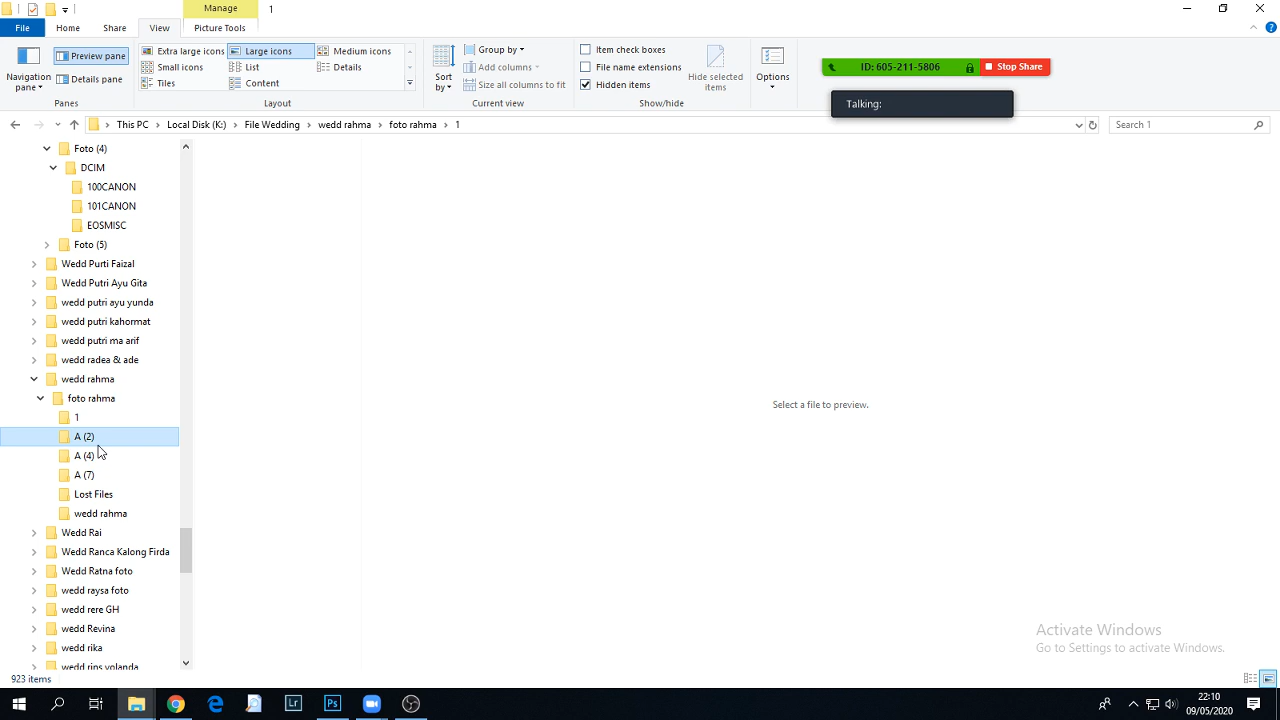 Manage
1
File
Home
Share
View
Picture Tools
Navigation pane
Preview pane
Details pane
Panes
Extra large icons
Large icons
Medium icons
Small icons
List
Details
Tiles
Content
Layout
Sort by
Group by
Add columns
Size all columns to fit
Current view
Item check boxes
File name extensions
Hidden items
Hide selected items
Show/hide
Options
ID: 605-211-5806
Stop Share
Talking:
This PC
Local Disk (K:)
File Wedding
wedd rahma
foto rahma
1
Search 1
Foto (4)
DCIM
100CANON
101CANON
EOSMISC
Foto (5)
Wedd Purti Faizal
Wedd Putri Ayu Gita
wedd putri ayu yunda
wedd putri kahormat
wedd putri ma arif
wedd radea & ade
wedd rahma
foto rahma
1
A (2)
A (4)
A (7)
Lost Files
wedd rahma
Wedd Rai
Wedd Ranca Kalong Firda
Wedd Ratna foto
wedd raysa foto
wedd rere GH
wedd Revina
wedd rika
wedd rins yolanda
Select a file to preview.
Activate Windows
Go to Settings to activate Windows.
923 items
Lr
Ps
22:10
09/05/2020